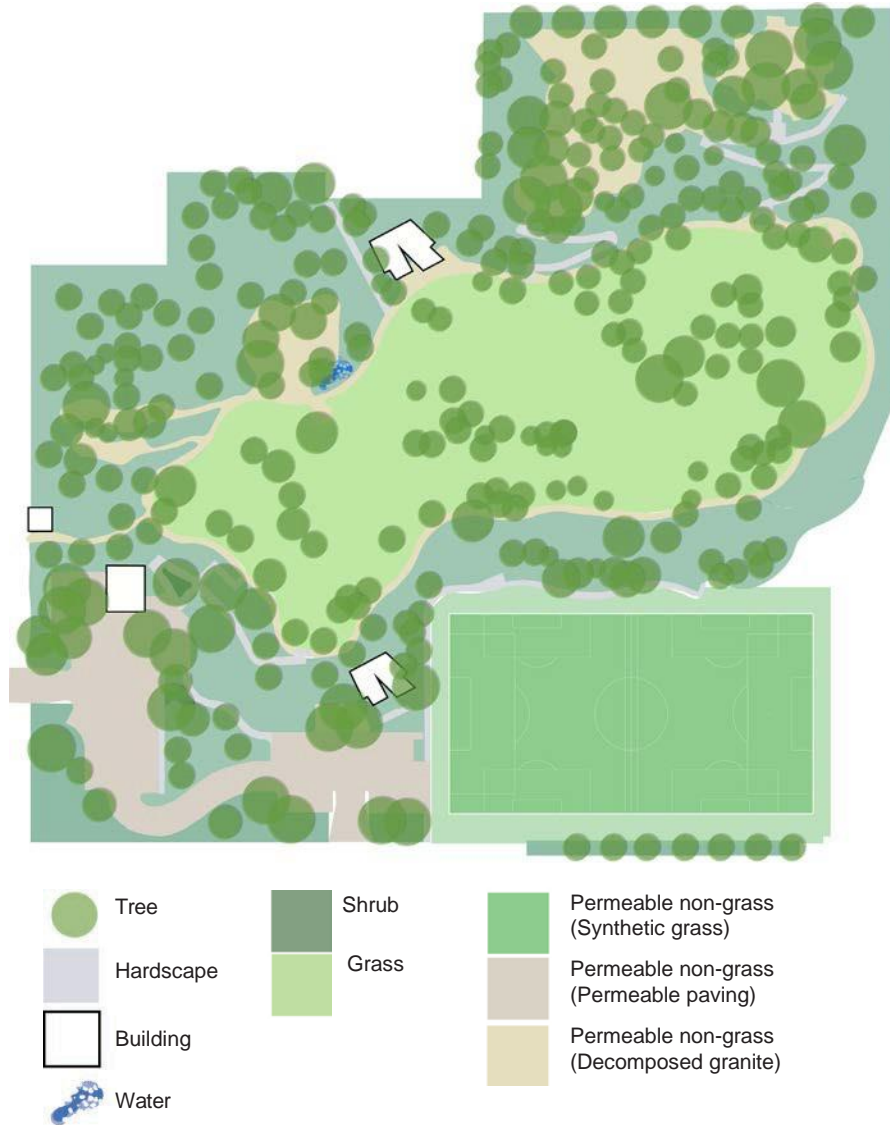 Tree
Hardscape
Building
Water
Shrub
Grass
Permeable non-grass
(Synthetic grass)
Permeable non-grass
(Permeable paving)
Permeable non-grass
(Decomposed granite)